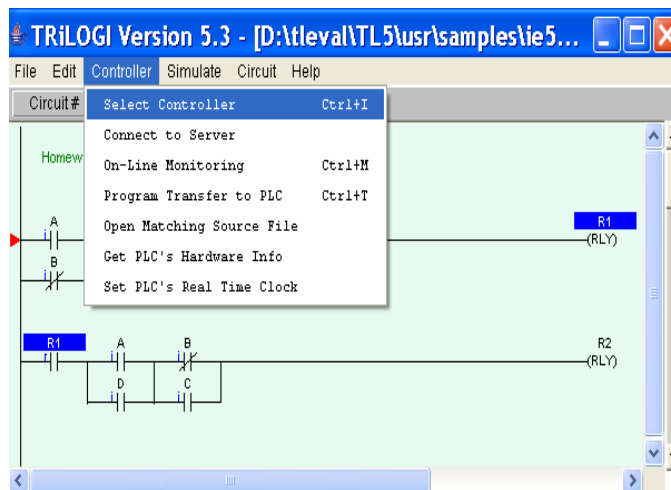 TRiLOGI Version 5.3 - [D:\tleval\TL5\usr\samples\ie5...
File Edit Controller Simulate Circuit Help
Circuit #
Select Controller Ctrl+I
Connect to Server
On-Line Monitoring Ctrl+M
Program Transfer to PLC Ctrl+T
Open Matching Source File
Get PLC's Hardware Info
Set PLC's Real Time Clock
Homew
A R1
i (RLY)
B
i
R1 A B R2
r i i (RLY)
D C
i i